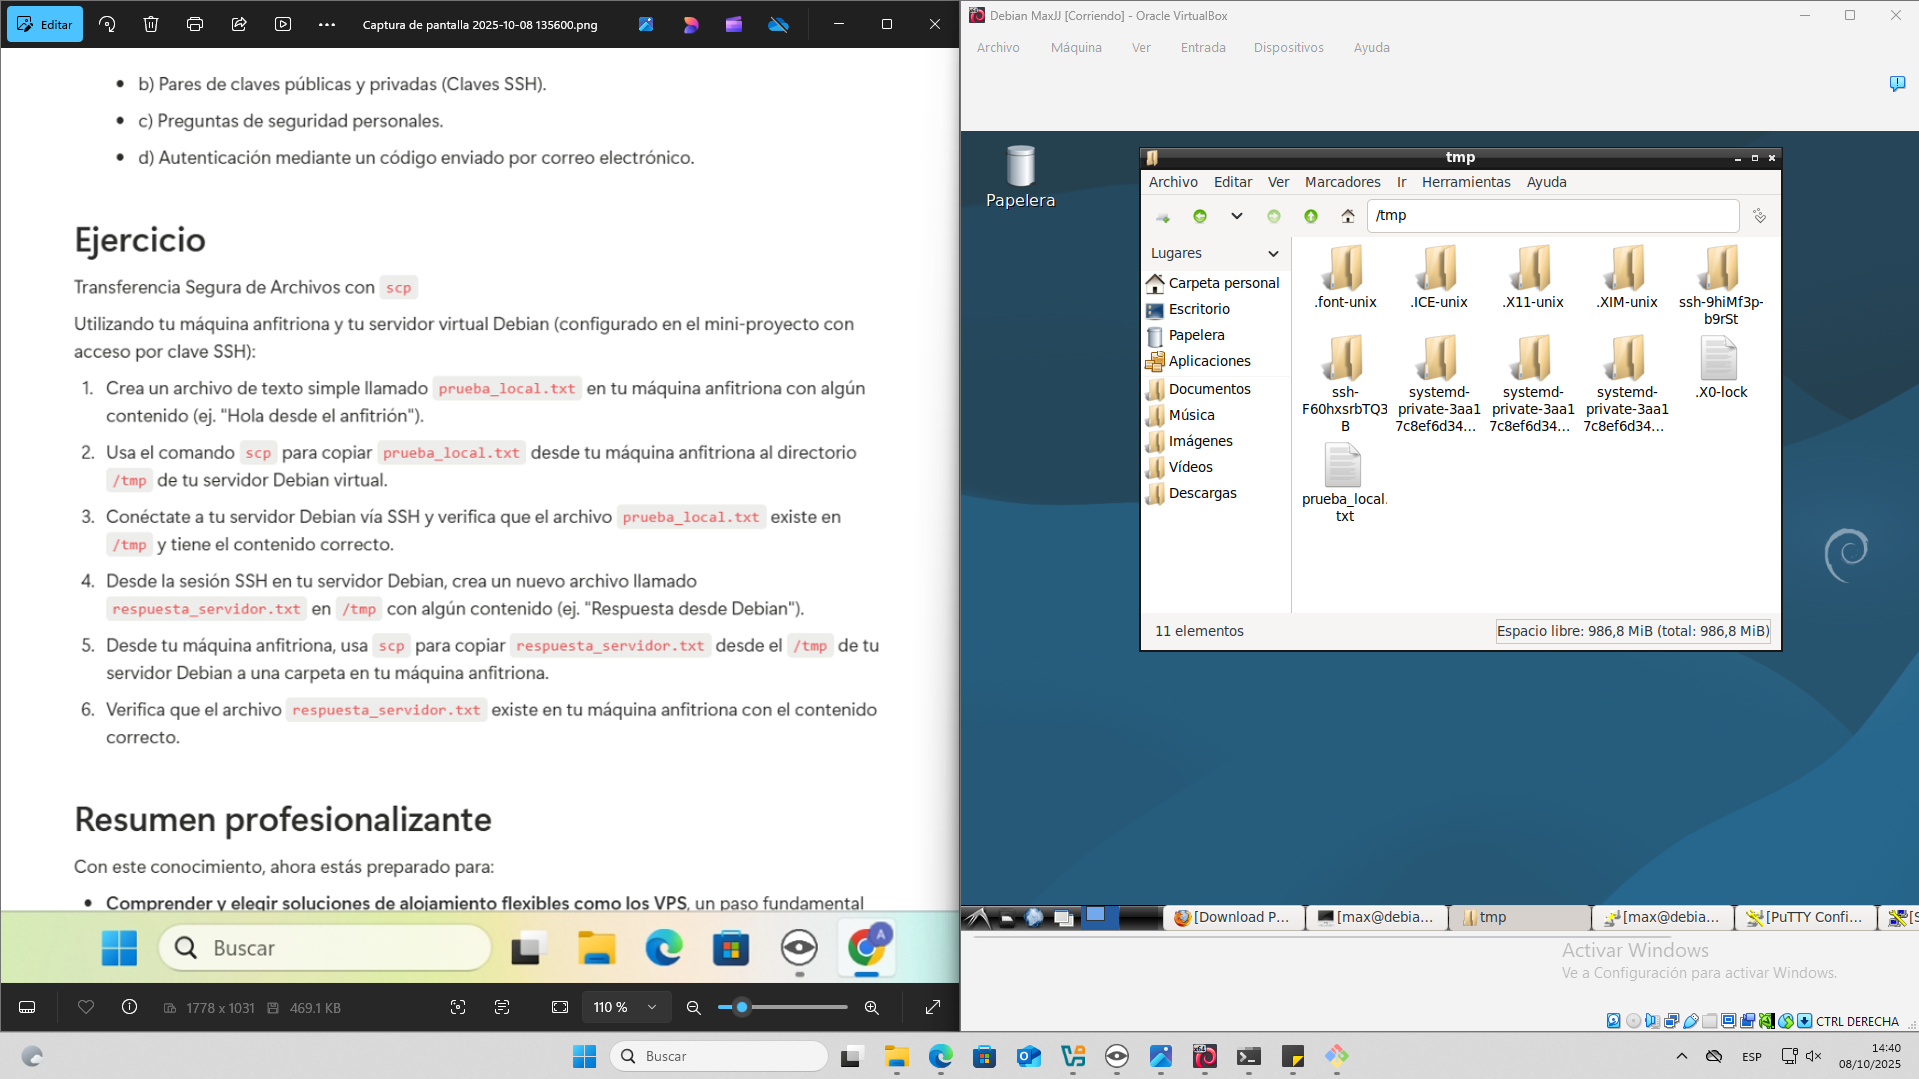 Editar
Captura de pantalla 2025-10-08 135600.png
b) Pares de claves públicas y privadas (Claves SSH).
c) Preguntas de seguridad personales.
d) Autenticación mediante un código enviado por correo electrónico.
Ejercicio
Transferencia Segura de Archivos con scp
Utilizando tu máquina anfitriona y tu servidor virtual Debian (configurado en el mini-proyecto con
acceso por clave SSH):
1. Crea un archivo de texto simple llamado prueba_local.txt en tu máquina anfitriona con algún
contenido (ej. "Hola desde el anfitrión").
2. Usa el comando scp para copiar prueba_local.txt desde tu máquina anfitriona al directorio
/tmp de tu servidor Debian virtual.
3. Conéctate a tu servidor Debian vía SSH y verifica que el archivo prueba_local.txt existe en
/tmp y tiene el contenido correcto.
4. Desde la sesión SSH en tu servidor Debian, crea un nuevo archivo llamado
respuesta_servidor.txt en /tmp con algún contenido (ej. "Respuesta desde Debian").
5. Desde tu máquina anfitriona, usa scp para copiar respuesta_servidor.txt desde el /tmp de tu
servidor Debian a una carpeta en tu máquina anfitriona.
6. Verifica que el archivo respuesta_servidor.txt existe en tu máquina anfitriona con el contenido
correcto.
Resumen profesionalizante
Con este conocimiento, ahora estás preparado para:
Comprender y elegir soluciones de alojamiento flexibles como los VPS, un paso fundamental
Buscar
A
1778 x 1031
469.1 KB
110 %
Debian MaxJJ [Corriendo] - Oracle VirtualBox
Archivo Máquina Ver Entrada Dispositivos Ayuda
Papelera
tmp
Archivo Editar Ver Marcadores Ir Herramientas Ayuda
/tmp
Lugares
Carpeta personal
Escritorio
Papelera
Aplicaciones
Documentos
Música
Imágenes
Vídeos
Descargas
.font-unix
.ICE-unix
.X11-unix
.XIM-unix
ssh-9hiMf3p-
b9rSt
ssh-
F60hxsrbTQ3
B
systemd-
private-3aa1
7c8ef6d34...
systemd-
private-3aa1
7c8ef6d34...
systemd-
private-3aa1
7c8ef6d34...
.X0-lock
prueba_local.
txt
11 elementos
Espacio libre: 986,8 MiB (total: 986,8 MiB)
[Download P...
[max@debia...
tmp
[max@debia...
[PuTTY Confi...
Activar Windows
Ve a Configuración para activar Windows.
CTRL DERECHA
Buscar
x64
ESP
14:40
08/10/2025